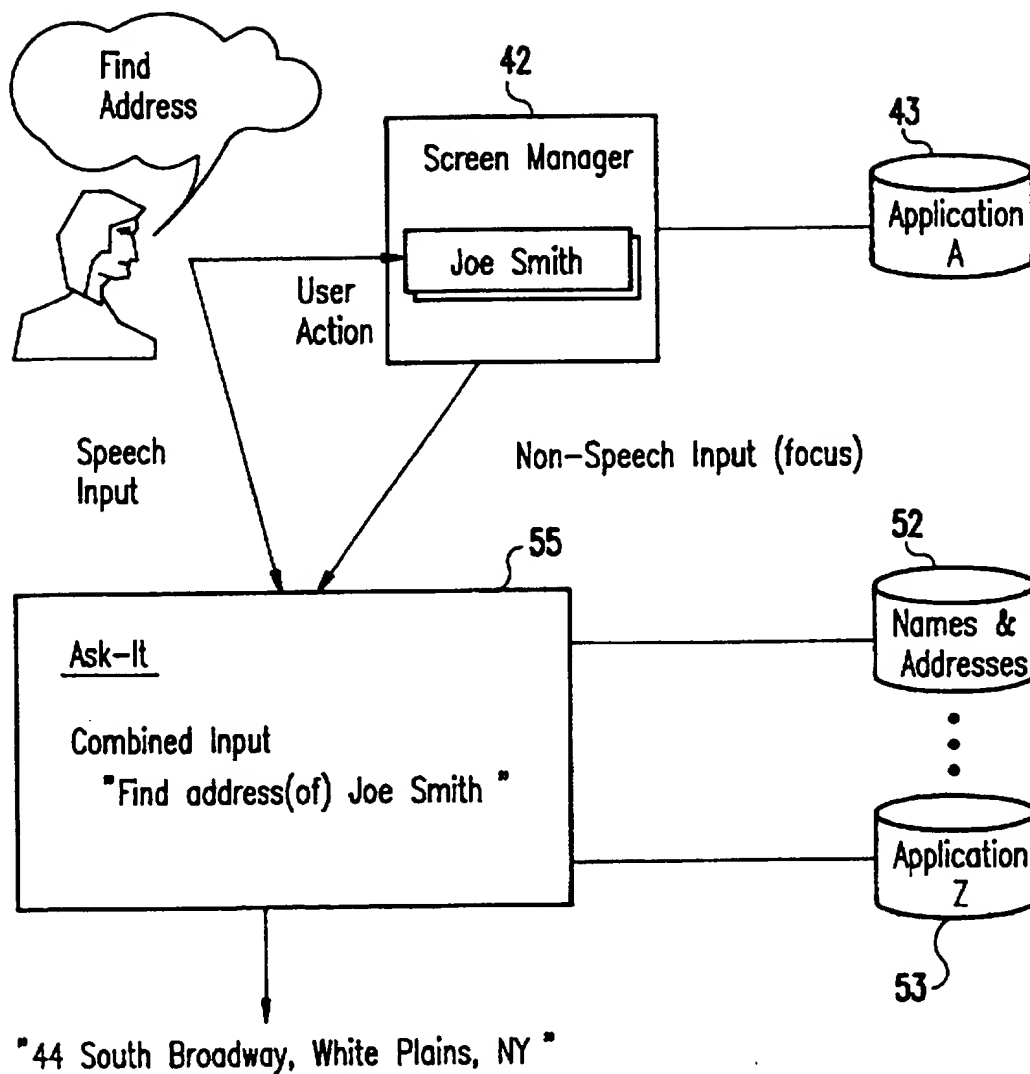 Find
Address
42
Screen Manager
43
Application
A
Joe Smith
User
Action
Speech
Input
Non-Speech Input (focus)
55
52
Ask-It
Names &
Addresses
Combined Input
"Find address(of) Joe Smith "
Application
Z
53
"44 South Broadway, White Plains, NY "